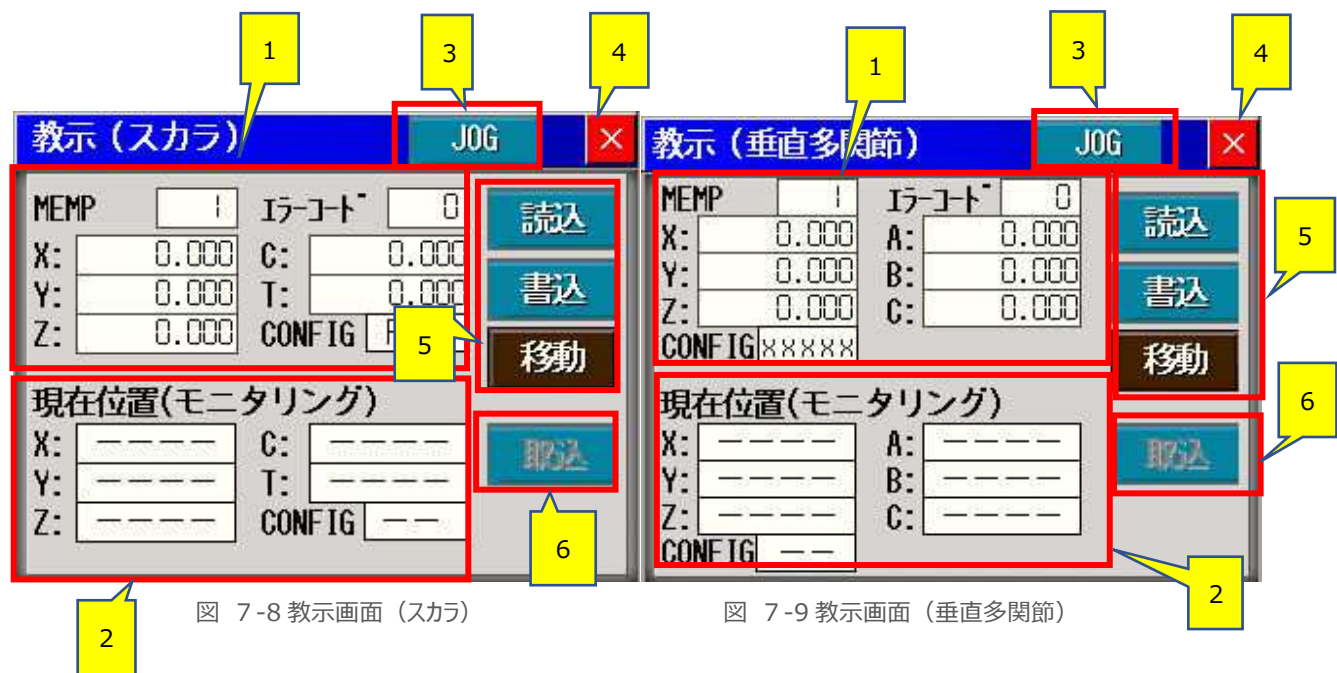 1
3
4
教示（スカラ）
JOG
×
MEMP 1 ｴﾗｰｺｰﾄﾞ 0
X: 0.000 C: 0.000
Y: 0.000 T: 0.000
Z: 0.000 CONFIG
読込
書込
移動
5
現在位置(モニタリング)
X: ---- C: ----
Y: ---- T: ----
Z: ---- CONFIG --
取込
6
2
図 7-8 教示画面（スカラ）
1
3
4
教示（垂直多関節）
JOG
×
MEMP 1 ｴﾗｰｺｰﾄﾞ 0
X: 0.000 A: 0.000
Y: 0.000 B: 0.000
Z: 0.000 C: 0.000
CONFIG xxxxx
読込
書込
移動
5
現在位置(モニタリング)
X: ---- A: ----
Y: ---- B: ----
Z: ---- C: ----
CONFIG --
取込
6
2
図 7-9 教示画面（垂直多関節）